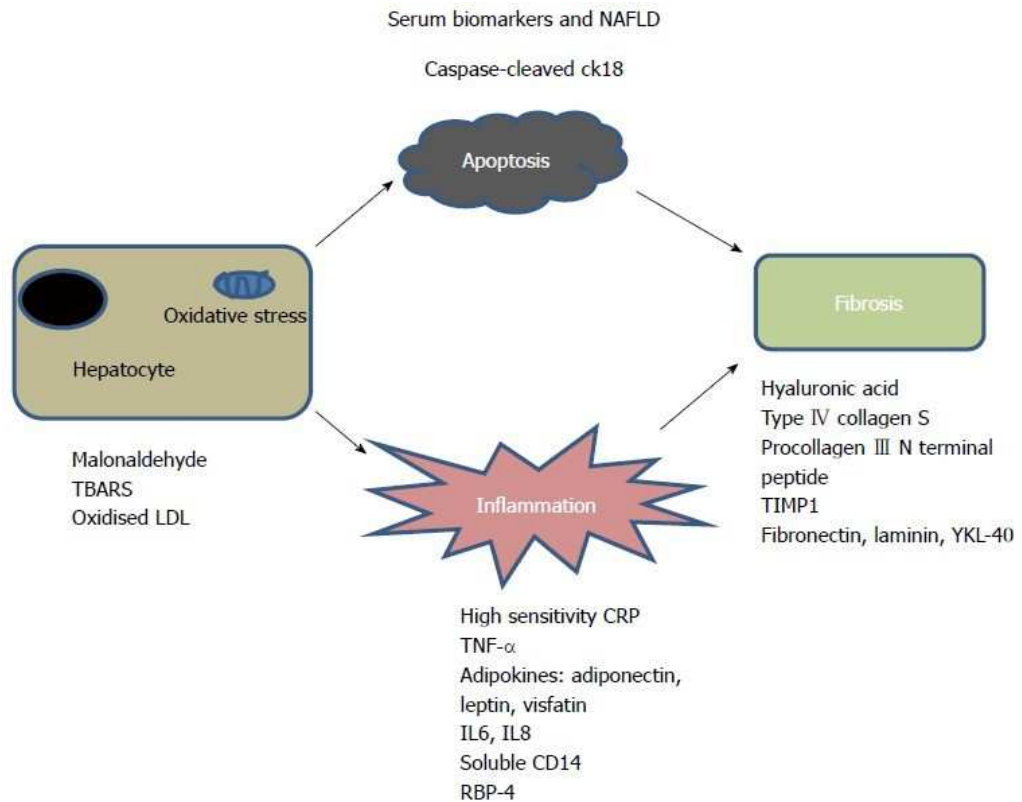 Serum biomarkers and NAFLD
Caspase-cleaved ck18
Apoptosis
Oxidative stress
Hepatocyte
Malonaldehyde
TBARS
Oxidised LDL
Inflammation
High sensitivity CRP
TNF-α
Adipokines: adiponectin,
leptin, visfatin
IL6, IL8
Soluble CD14
RBP-4
Fibrosis
Hyaluronic acid
Type Ⅳ collagen S
Procollagen Ⅲ N terminal
peptide
TIMP1
Fibronectin, laminin, YKL-40